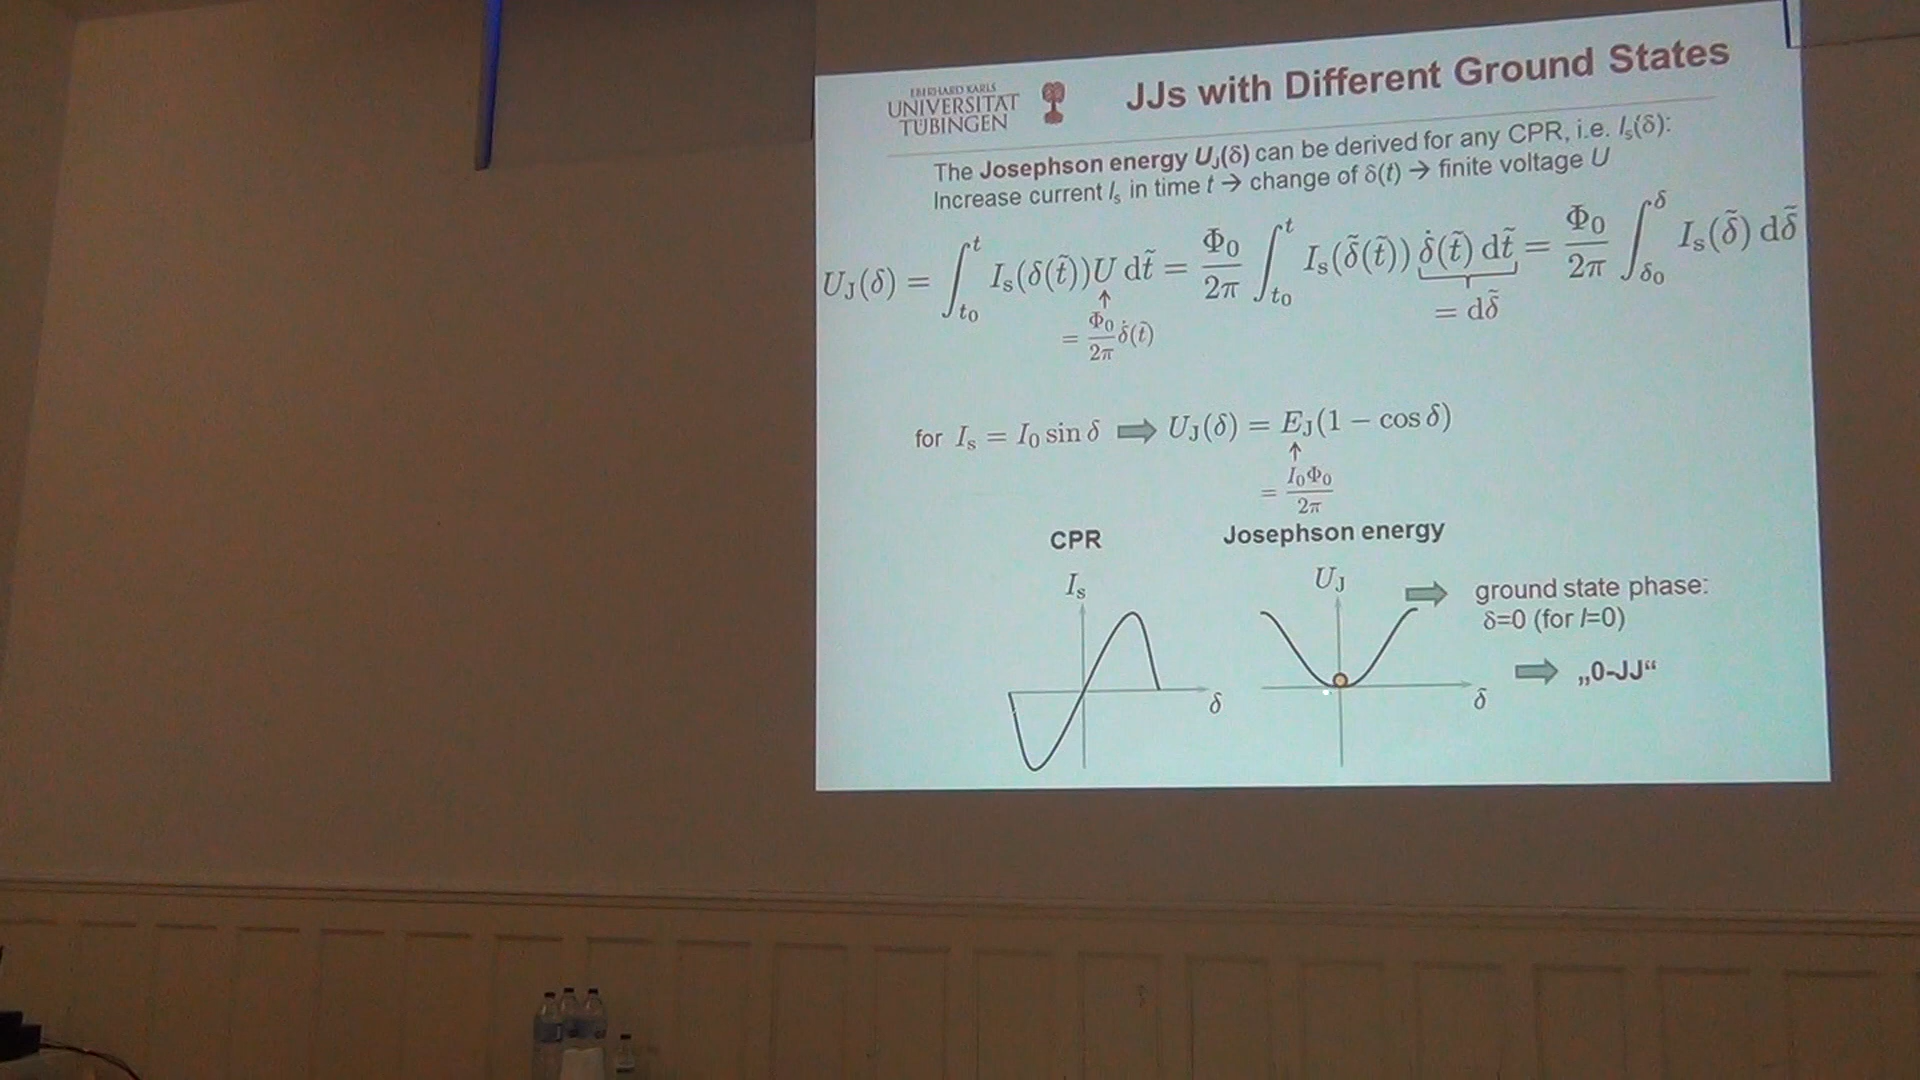 EBERHARD KARLS
UNIVERSITAT
TÜBINGEN
JJs with Different Ground States
The Josephson energy U_J(δ) can be derived for any CPR, i.e. I_s(δ):
Increase current I_s in time t → change of δ(t) → finite voltage U
U_J(δ) = ∫_{t_0}^{t} I_s(δ(t̃))U dt̃ = Φ_0/2π ∫_{t_0}^{t} I_s(δ̃(t̃)) δ̇(t̃) dt̃ = Φ_0/2π ∫_{δ_0}^{δ} I_s(δ̃) dδ̃
↑
= Φ_0/2π δ̇(t̃)
= dδ̃
for I_s = I_0 sin δ ⇒ U_J(δ) = E_J(1 − cos δ)
↑
= I_0Φ_0/2π
CPR
Josephson energy
I_s
δ
U_J
δ
⇒ ground state phase:
δ=0 (for I=0)
⇒ „0-JJ“